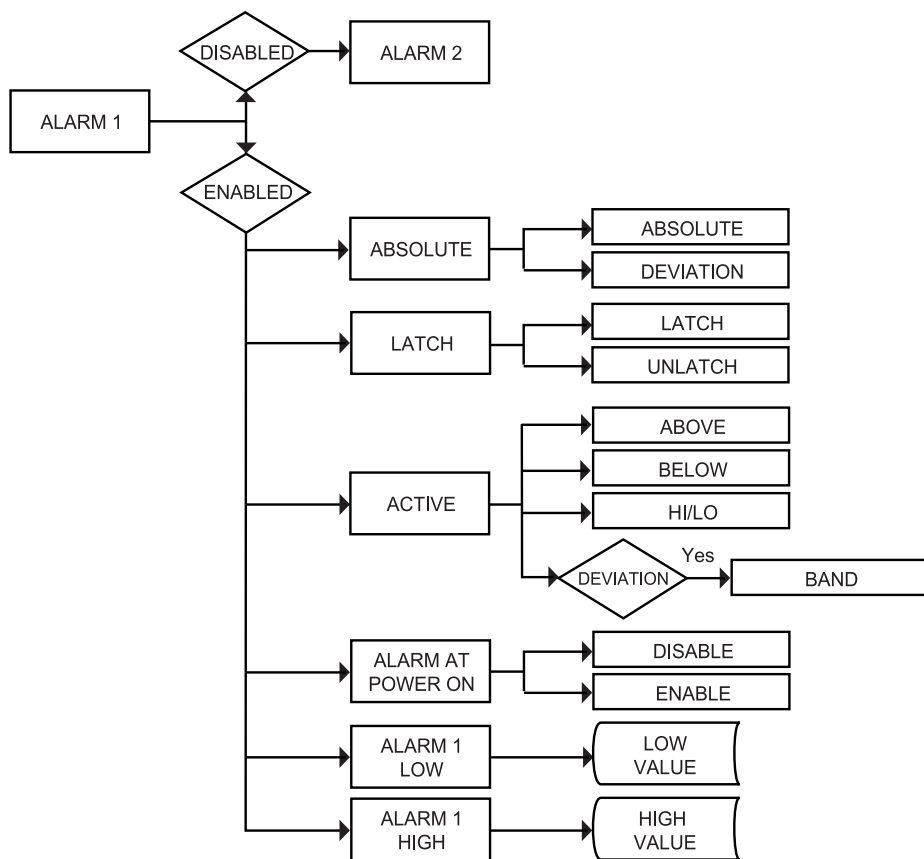 DISABLED
ALARM 2
ALARM 1
ENABLED
ABSOLUTE
ABSOLUTE
DEVIATION
LATCH
LATCH
UNLATCH
ACTIVE
ABOVE
BELOW
HI/LO
DEVIATION
Yes
BAND
ALARM AT
POWER ON
DISABLE
ENABLE
ALARM 1
LOW
LOW
VALUE
ALARM 1
HIGH
HIGH
VALUE